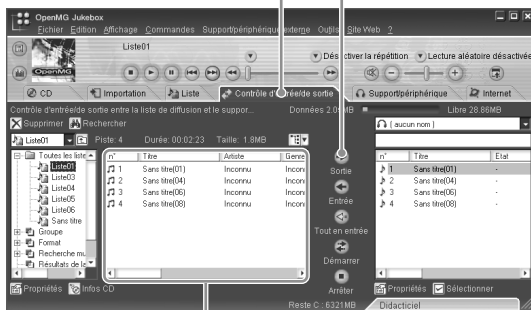 OpenMG Jukebox
Eichier Edition Affichage Commandes Support/périphérique externe Outils Site Web ?
Liste01
Désactiver la répétition Lecture aléatoire désactivée
OpenMG
CD Importation Liste Contrôle d'entrée/de sortie Support/périphérique Internet
Contrôle d'entrée/de sortie entre la liste de diffusion et le suppor... Données 2.09MB Libre 28.86MB
Supprimer Rechercher
( aucun nom )
Liste01 Piste: 4 Durée: 00:02:23 Taille: 1.8MB
Toutes les liste
Liste01
Liste03
Liste04
Liste05
Liste06
Sans titre
Groupe
Format
Recherche mu
Résultats de le
n° Titre Artiste Genre
1 Sans titre(01) Inconnu Incon
2 Sans titre(04) Inconnu Incon
3 Sans titre(06) Inconnu Incon
4 Sans titre(08) Inconnu Incon
Sortie
Entrée
Tout en entrée
Démarrer
Arrêter
n° Titre Etat
1 Sans titre(01) -
2 Sans titre(04) -
3 Sans titre(06) -
4 Sans titre(08) -
Propriétés Infos CD
Propriétés Sélectionner
Reste C : 6321MB Didacticiel